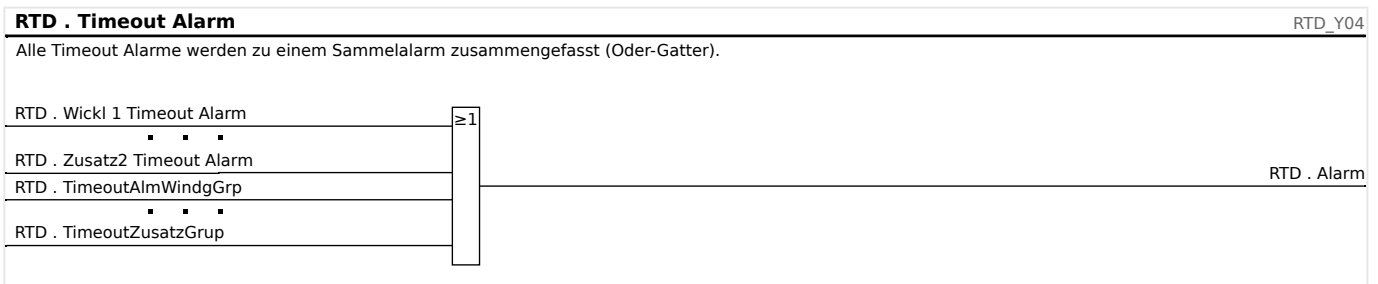 RTD . Timeout Alarm
RTD_Y04
Alle Timeout Alarme werden zu einem Sammelalarm zusammengefasst (Oder-Gatter).
RTD . Wickl 1 Timeout Alarm
≥1
RTD . Zusatz2 Timeout Alarm
RTD . Alarm
RTD . TimeoutAlmWindgGrp
RTD . TimeoutZusatzGrup